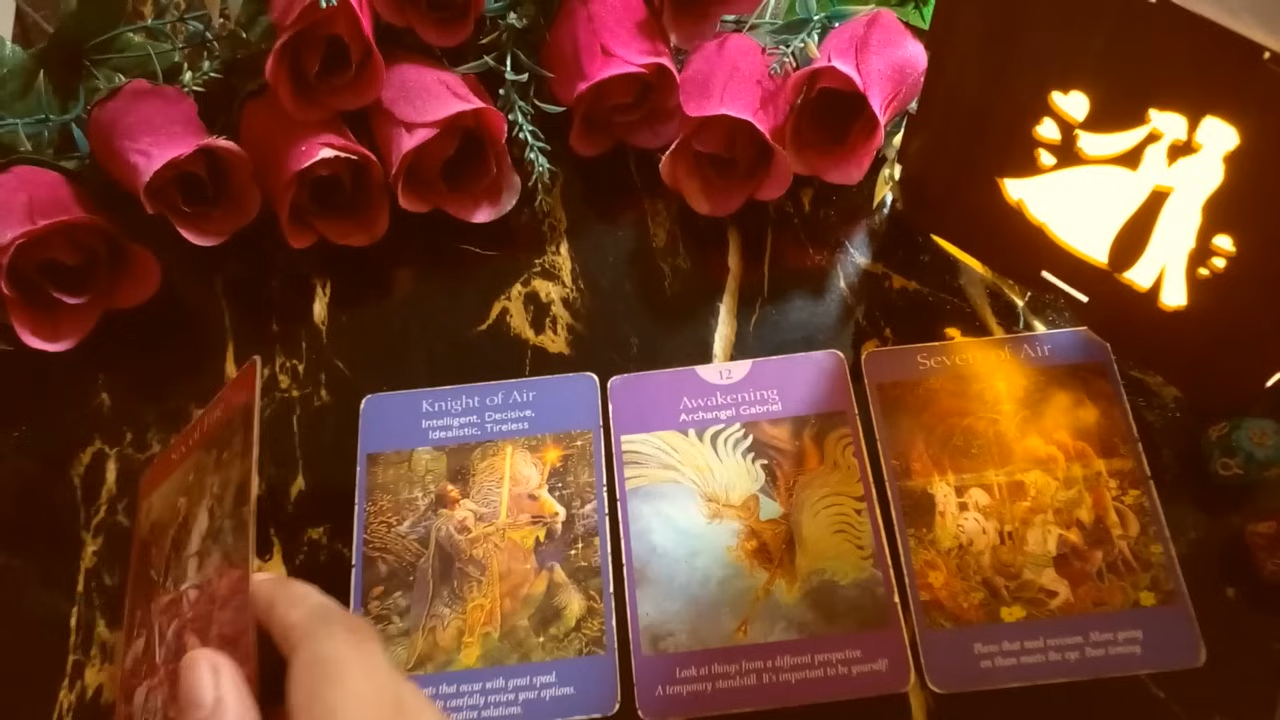 Knight of Air
Intelligent, Decisive,
Idealistic, Tireless
that occur with great speed.
to carefully review your options.
Creative solutions.
12
Awakening
Archangel Gabriel
Look at things from a different perspective.
A temporary standstill. It's important to be yourself!
Seven of Air
Plans that need revision. More going
on than meets the eye. Poor timing.